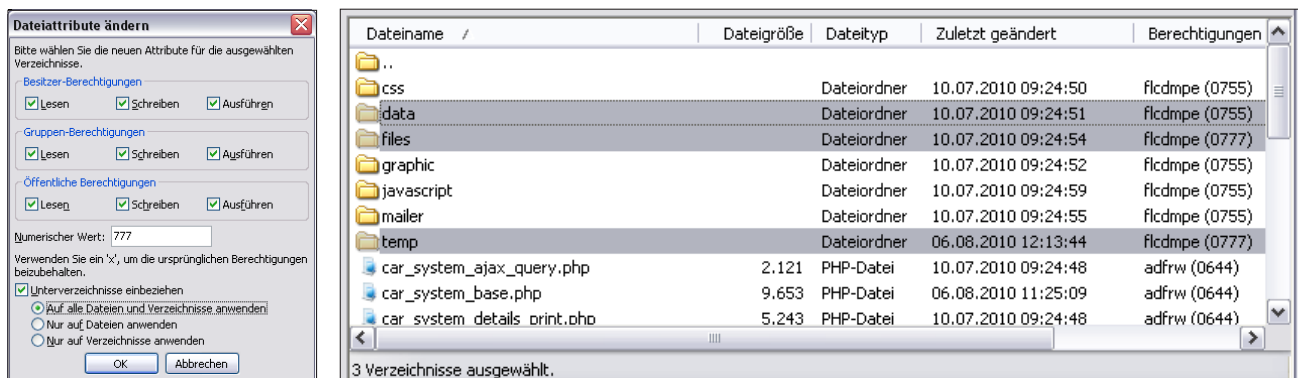 Dateiattribute ändern
Bitte wählen Sie die neuen Attribute für die ausgewählten
Verzeichnisse.
Besitzer-Berechtigungen
Lesen Schreiben Ausführen
Gruppen-Berechtigungen
Lesen Schreiben Ausführen
Öffentliche Berechtigungen
Lesen Schreiben Ausführen
Numerischer Wert: 777
Verwenden Sie ein 'x', um die ursprünglichen Berechtigungen
beizubehalten.
Unterverzeichnisse einbeziehen
Auf alle Dateien und Verzeichnisse anwenden
Nur auf Dateien anwenden
Nur auf Verzeichnisse anwenden
OK Abbrechen
Dateiname / Dateigröße Dateityp Zuletzt geändert Berechtigungen
..
css Dateiordner 10.07.2010 09:24:50 flcdmpe (0755)
data Dateiordner 10.07.2010 09:24:51 flcdmpe (0755)
files Dateiordner 10.07.2010 09:24:54 flcdmpe (0777)
graphic Dateiordner 10.07.2010 09:24:52 flcdmpe (0755)
javascript Dateiordner 10.07.2010 09:24:59 flcdmpe (0755)
mailer Dateiordner 10.07.2010 09:24:55 flcdmpe (0755)
temp Dateiordner 06.08.2010 12:13:44 flcdmpe (0777)
car_system_ajax_query.php 2.121 PHP-Datei 10.07.2010 09:24:48 adfrw (0644)
car_system_base.php 9.653 PHP-Datei 06.08.2010 11:25:09 adfrw (0644)
car_system_details_print.php 5.243 PHP-Datei 10.07.2010 09:24:48 adfrw (0644)
3 Verzeichnisse ausgewählt.